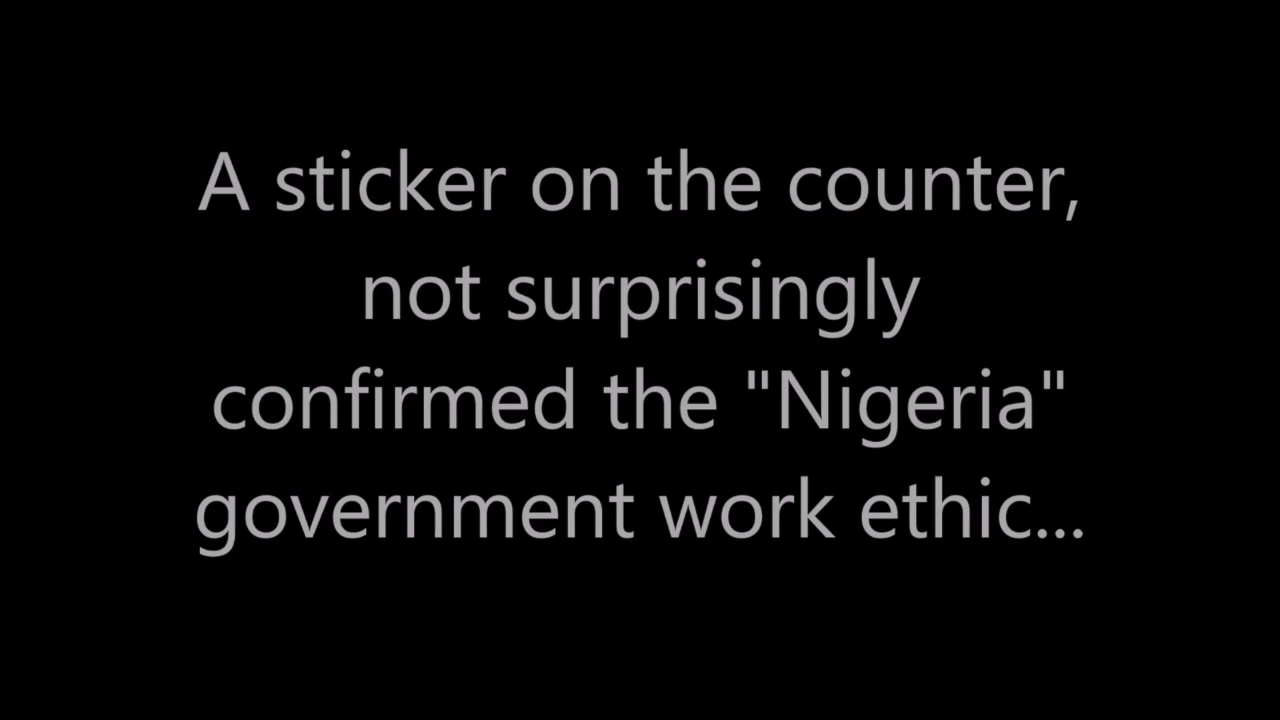 A sticker on the counter,
not surprisingly
confirmed the "Nigeria"
government work ethic...